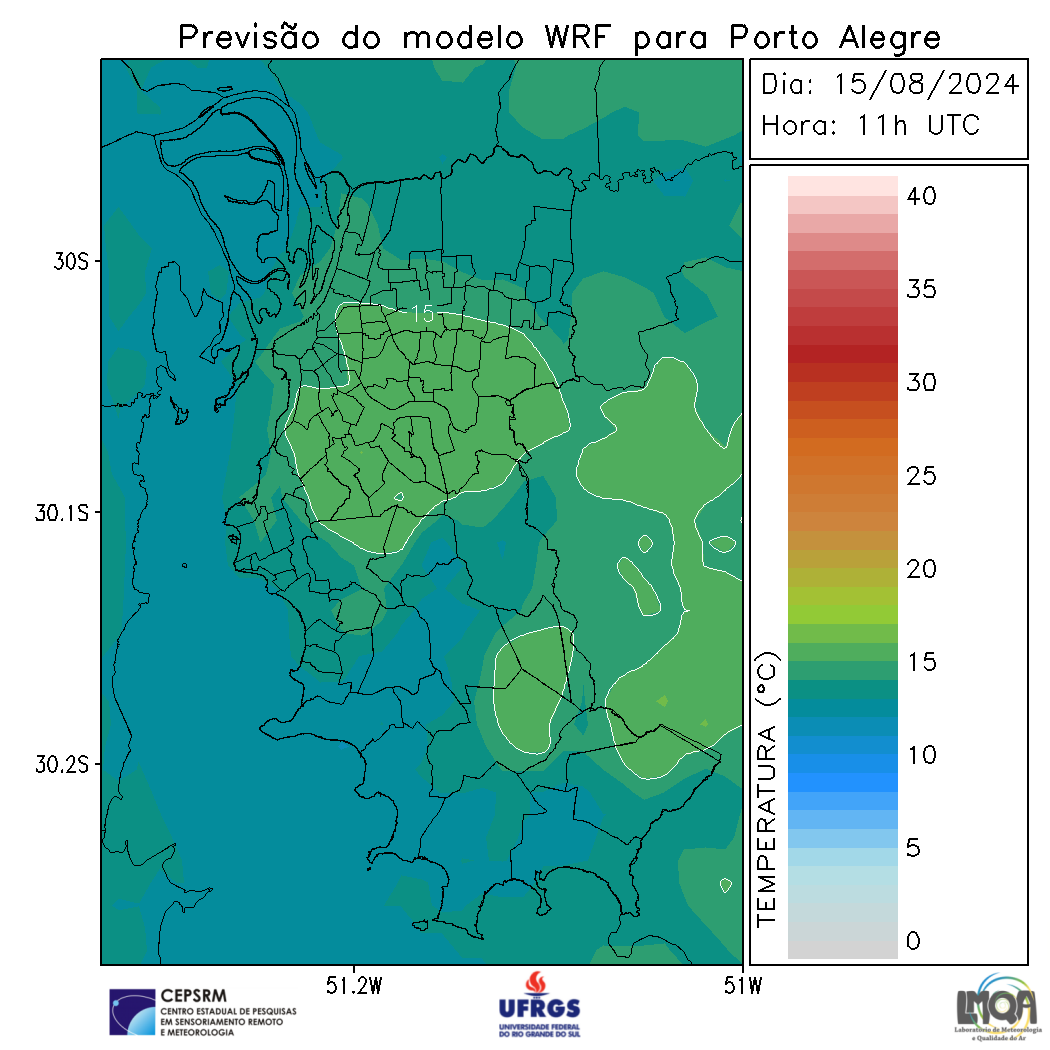 Previsão do modelo WRF para Porto Alegre
Dia: 15/08/2024
Hora: 11h UTC
40
35
30
25
20
15
10
5
0
TEMPERATURA (°C)
30S
30.1S
30.2S
15
51.2W
51W
CEPSRM
CENTRO ESTADUAL DE PESQUISAS
EM SENSORIAMENTO REMOTO
E METEOROLOGIA
UFRGS
UNIVERSIDADE FEDERAL
DO RIO GRANDE DO SUL
LMQA
Laboratório de Meteorologia
e Qualidade do Ar